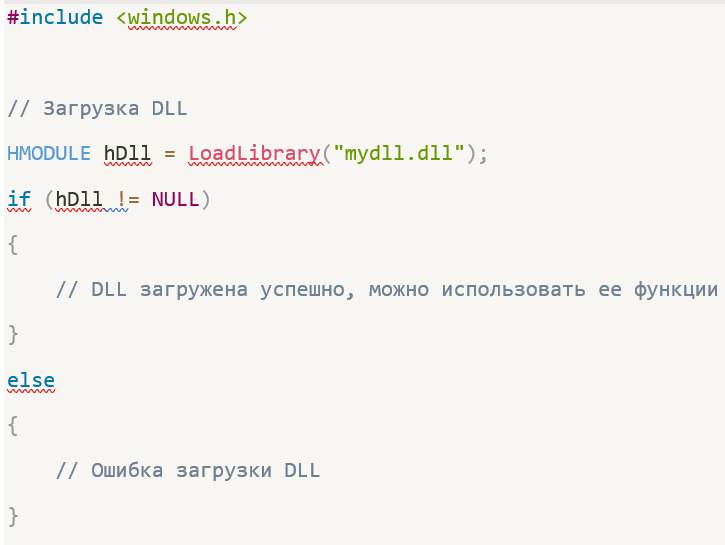 #include <windows.h>
// Загрузка DLL
HMODULE hDll = LoadLibrary("mydll.dll");
if (hDll != NULL)
{
    // DLL загружена успешно, можно использовать ее функции
}
else
{
    // Ошибка загрузки DLL
}